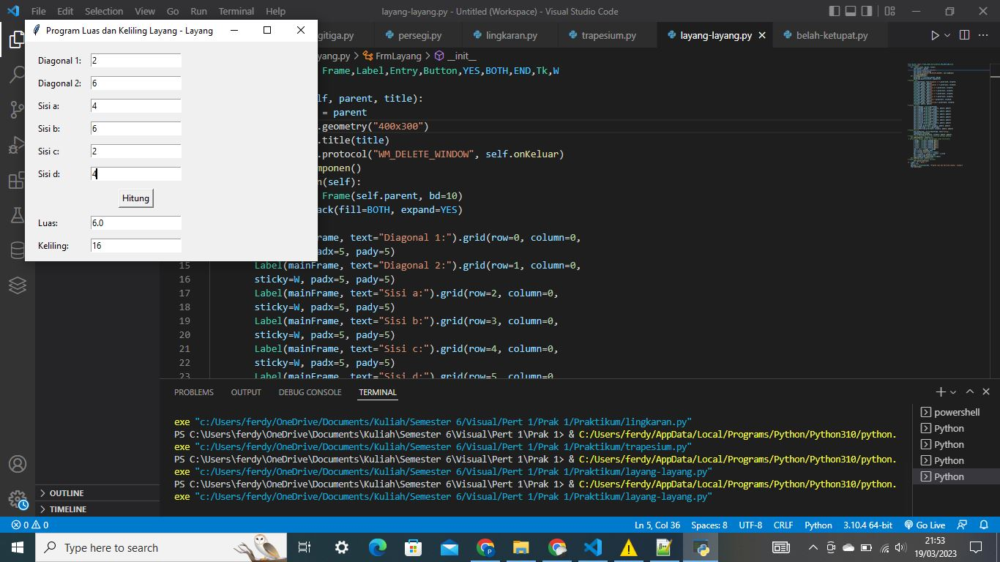 File Edit Selection View Go Run Terminal Help
layang-layang.py - Untitled (Workspace) - Visual Studio Code
Program Luas dan Keliling Layang - Layang
Diagonal 1: 2
Diagonal 2: 6
Sisi a: 4
Sisi b: 6
Sisi c: 2
Sisi d: 4
Hitung
Luas: 6.0
Keliling: 16
gitiga.py persegi.py lingkaran.py trapesium.py layang-layang.py belah-ketupat.py
yang.py > FrmLayang > __init__
Frame,Label,Entry,Button,YES,BOTH,END,Tk,W
lf, parent, title):
= parent
.geometry("400x300")
.title(title)
.protocol("WM_DELETE_WINDOW", self.onKeluar)
mponen()
n(self):
Frame(self.parent, bd=10)
ack(fill=BOTH, expand=YES)
Frame, text="Diagonal 1:").grid(row=0, column=0,
padx=5, pady=5)
15 Label(mainFrame, text="Diagonal 2:").grid(row=1, column=0,
16 sticky=W, padx=5, pady=5)
17 Label(mainFrame, text="Sisi a:").grid(row=2, column=0,
18 sticky=W, padx=5, pady=5)
19 Label(mainFrame, text="Sisi b:").grid(row=3, column=0,
20 sticky=W, padx=5, pady=5)
21 Label(mainFrame, text="Sisi c:").grid(row=4, column=0,
22 sticky=W, padx=5, pady=5)
23 Label(mainFrame, text="Sisi d:").grid(row=5, column=0
PROBLEMS OUTPUT DEBUG CONSOLE TERMINAL
exe "c:/Users/ferdy/OneDrive/Documents/Kuliah/Semester 6/Visual/Pert 1/Prak 1/Praktikum/lingkaran.py"
PS C:\Users\ferdy\OneDrive\Documents\Kuliah\Semester 6\Visual\Pert 1\Prak 1> & C:/Users/ferdy/AppData/Local/Programs/Python/Python310/python.
exe "c:/Users/ferdy/OneDrive/Documents/Kuliah/Semester 6/Visual/Pert 1/Prak 1/Praktikum/trapesium.py"
PS C:\Users\ferdy\OneDrive\Documents\Kuliah\Semester 6\Visual\Pert 1\Prak 1> & C:/Users/ferdy/AppData/Local/Programs/Python/Python310/python.
exe "c:/Users/ferdy/OneDrive/Documents/Kuliah/Semester 6/Visual/Pert 1/Prak 1/Praktikum/layang-layang.py"
PS C:\Users\ferdy\OneDrive\Documents\Kuliah\Semester 6\Visual\Pert 1\Prak 1> & C:/Users/ferdy/AppData/Local/Programs/Python/Python310/python.
exe "c:/Users/ferdy/OneDrive/Documents/Kuliah/Semester 6/Visual/Pert 1/Prak 1/Praktikum/layang-layang.py"
powershell
Python
Python
Python
Python
OUTLINE
TIMELINE
0 0 Ln 5, Col 36 Spaces: 8 UTF-8 CRLF Python 3.10.4 64-bit Go Live
Type here to search
21:53
19/03/2023